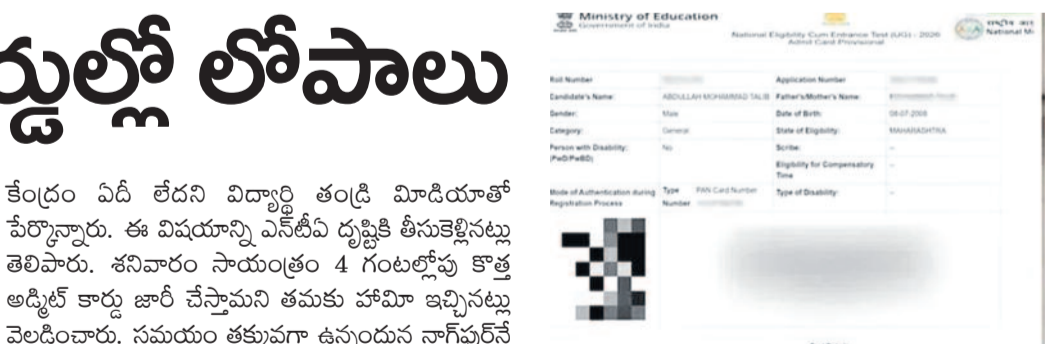 ర్డుల్లో లోపాలు
కేంద్రం ఏదీ లేదని విద్యార్థి తండ్రి మీడియాతో
పేర్కొన్నారు. ఈ విషయాన్ని ఎన్‌టీఏ దృష్టికి తీసుకెళ్లినట్లు
తెలిపారు. శనివారం సాయంత్రం 4 గంటల్లోపు కొత్త
అడ్మిట్ కార్డు జారీ చేస్తామని తమకు హామీ ఇచ్చినట్లు
వెల్లడించారు. సమయం తక్కువగా ఉన్నందున నాగ్‌పుర్‌నే
Ministry of Education
Government of India
National Eligibility Cum Entrance Test (UG) - 2026
Admit Card Provisional
National
Roll Number Application Number
Candidate's Name: ABDULLAH MOHAMMAD TALIB Father's/Mother's Name:
Gender: Male Date of Birth: 08-07-2008
Category: General State of Eligibility: MAHARASHTRA
Person with Disability: No Scribe: -
(PwD/PwBD) Eligibility for Compensatory -
Time
Mode of Authentication during Type PAN Card Number Type of Disability: -
Registration Process Number